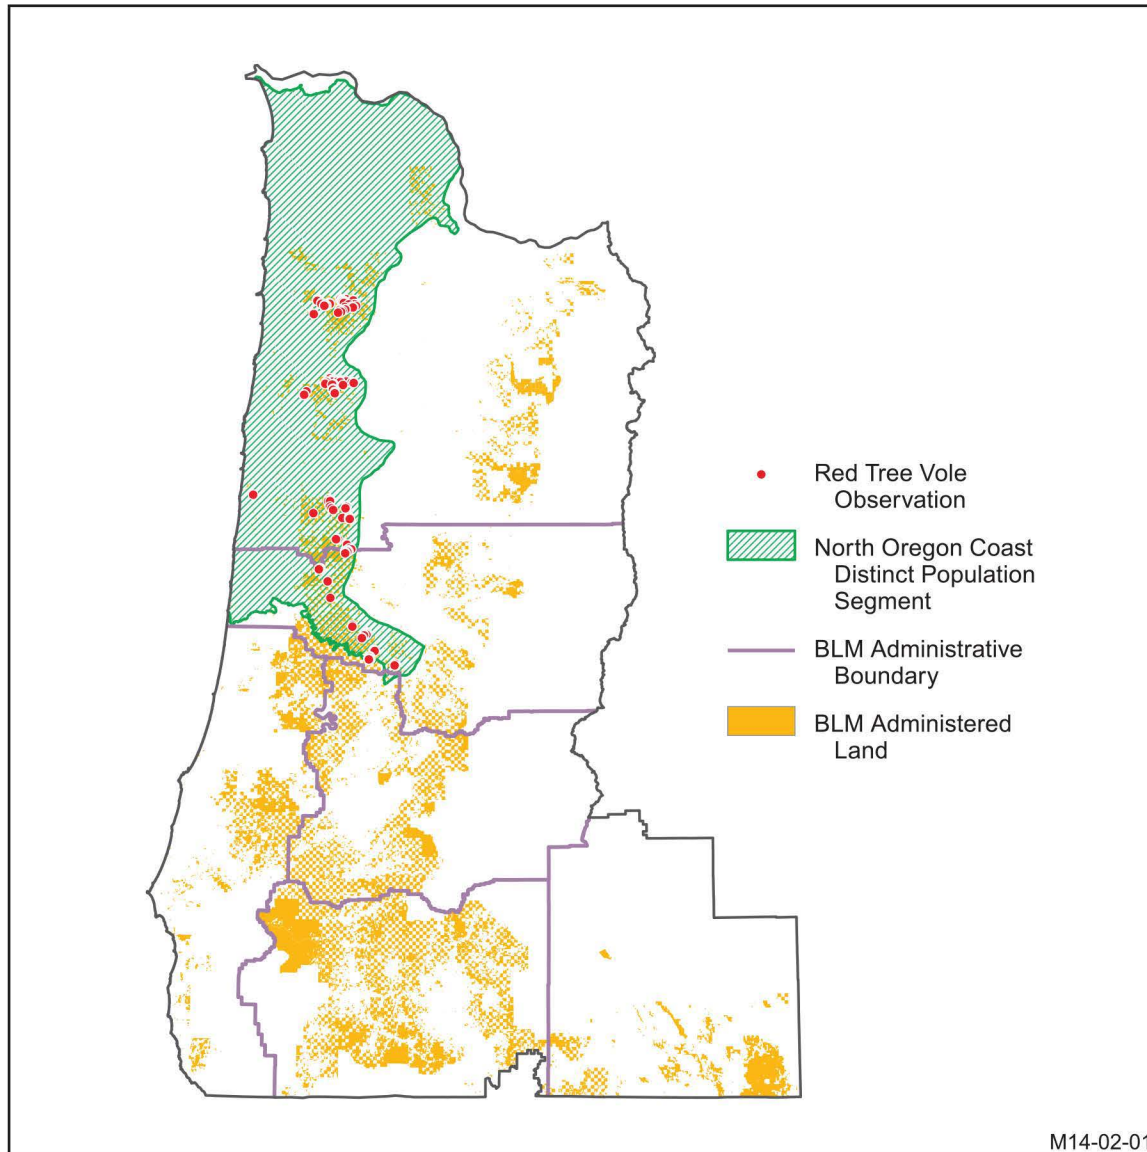 Red Tree Vole
Observation
North Oregon Coast
Distinct Population
Segment
BLM Administrative
Boundary
BLM Administered
Land
M14-02-01